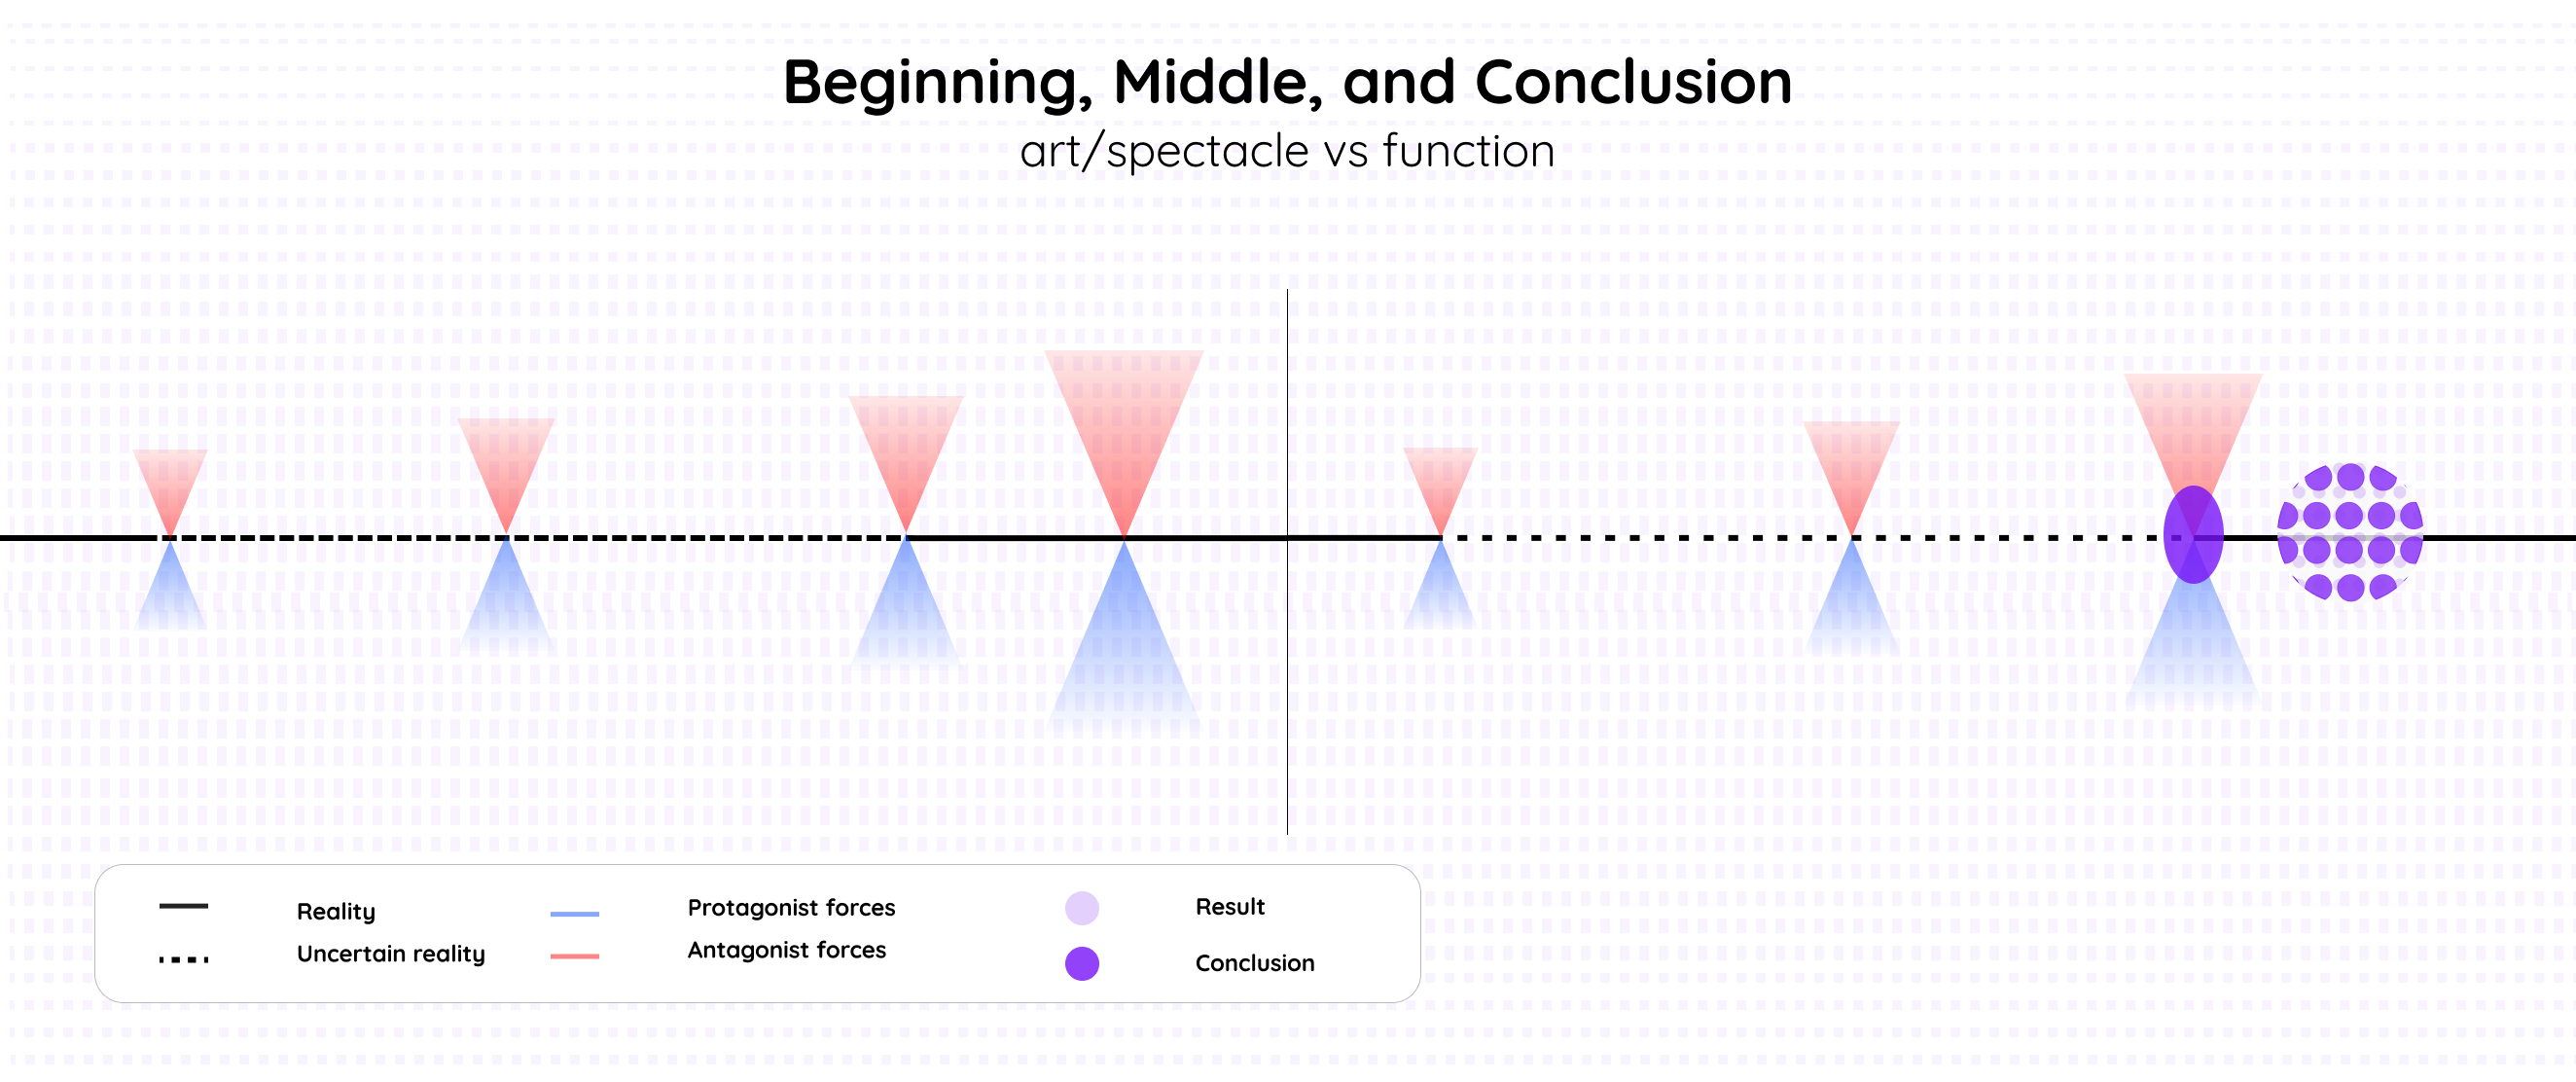 Beginning, Middle, and Conclusion
art/spectacle vs function
Reality
Uncertain reality
Protagonist forces
Antagonist forces
Result
Conclusion